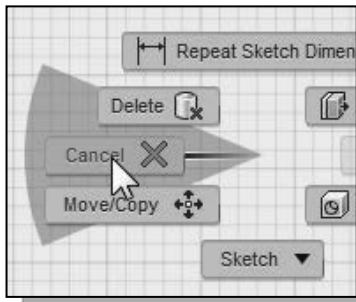 Repeat Sketch Dimen
Delete
Cancel
Move/Copy
Sketch